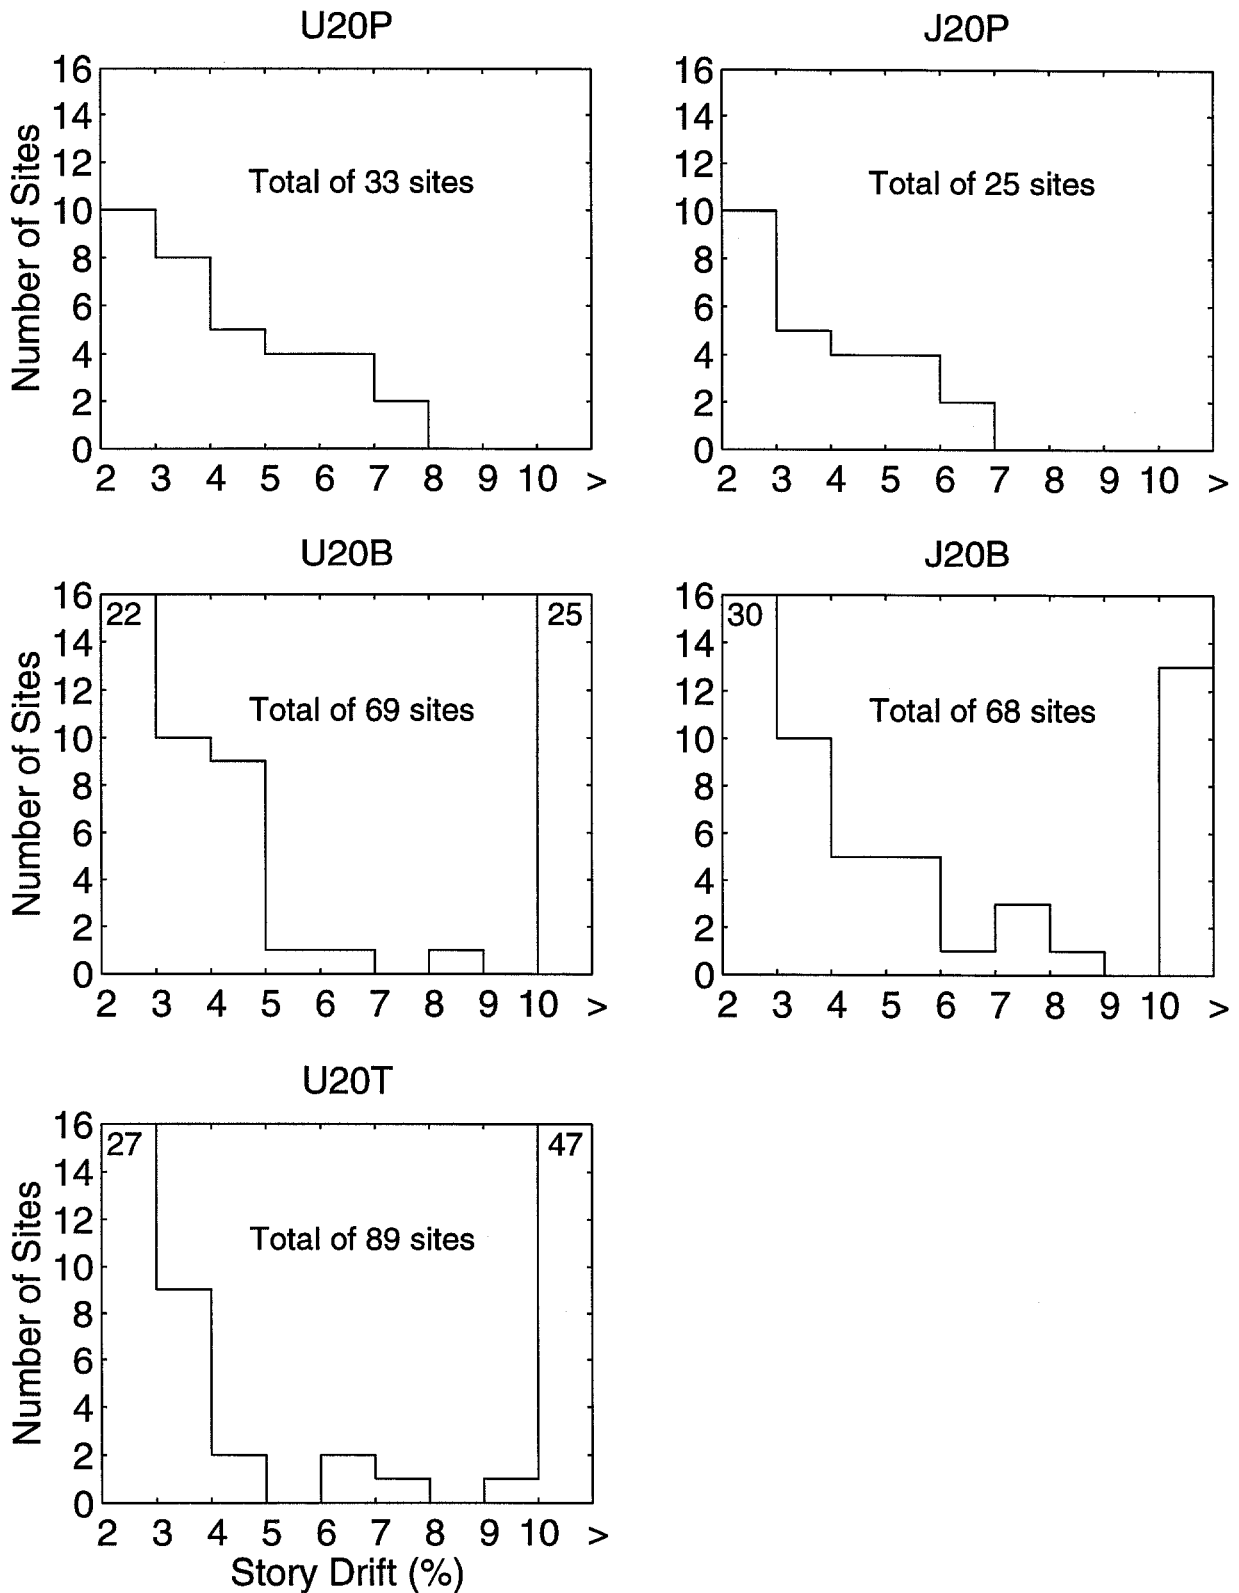 U20P
16
14
12
10
8
6
4
2
0
Number of Sites
Total of 33 sites
2 3 4 5 6 7 8 9 10 >
J20P
16
14
12
10
8
6
4
2
0
Total of 25 sites
2 3 4 5 6 7 8 9 10 >
U20B
16
14
12
10
8
6
4
2
0
Number of Sites
22
25
Total of 69 sites
2 3 4 5 6 7 8 9 10 >
J20B
16
14
12
10
8
6
4
2
0
30
Total of 68 sites
2 3 4 5 6 7 8 9 10 >
U20T
16
14
12
10
8
6
4
2
0
Number of Sites
27
47
Total of 89 sites
2 3 4 5 6 7 8 9 10 >
Story Drift (%)